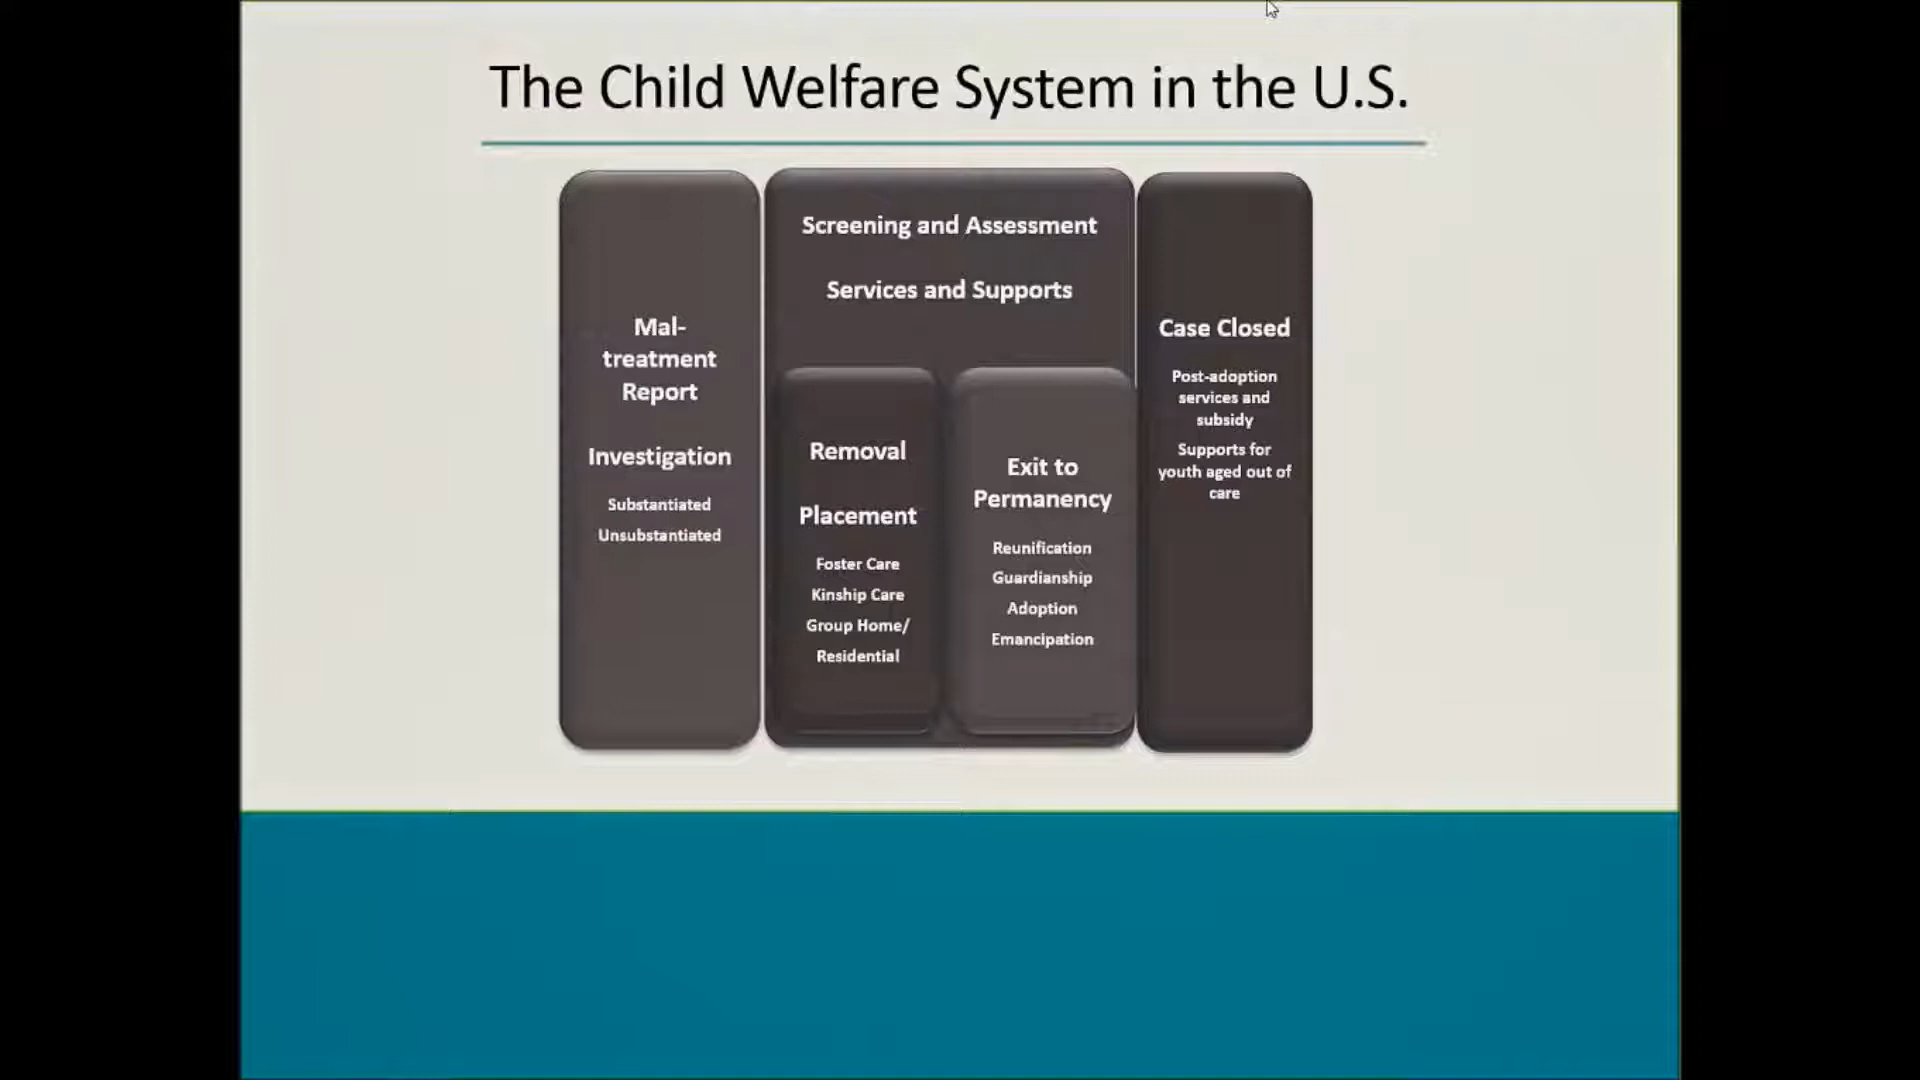 The Child Welfare System in the U.S.
Mal-
treatment
Report
Investigation
Substantiated
Unsubstantiated
Screening and Assessment
Services and Supports
Removal
Placement
Foster Care
Kinship Care
Group Home/
Residential
Exit to
Permanency
Reunification
Guardianship
Adoption
Emancipation
Case Closed
Post-adoption
services and
subsidy
Supports for
youth aged out of
care